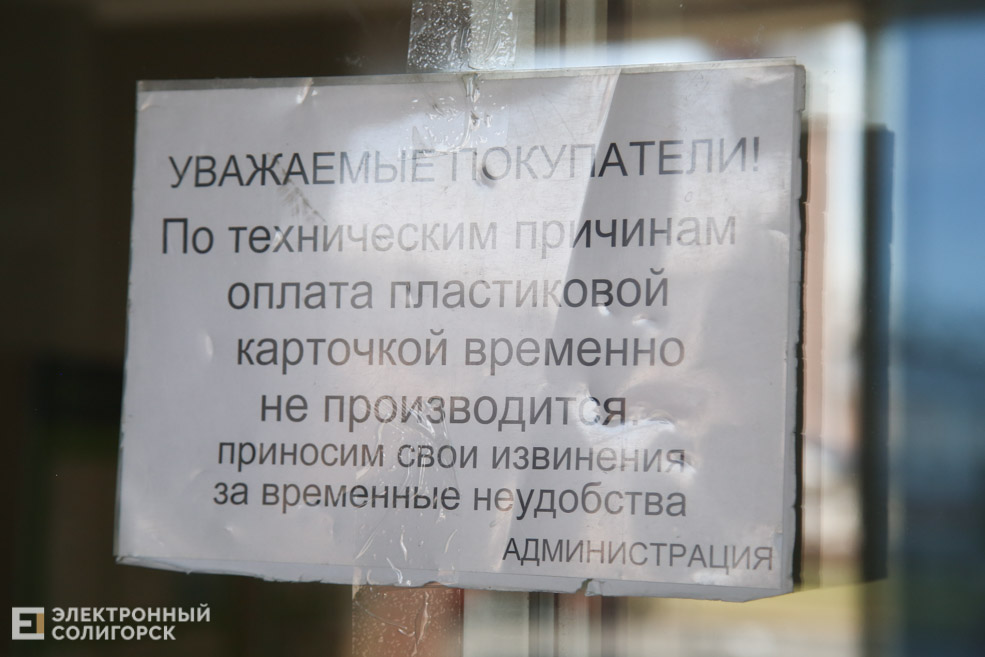 УВАЖАЕМЫЕ ПОКУПАТЕЛИ!
По техническим причинам
оплата пластиковой
карточкой временно
не производится.
приносим свои извинения
за временные неудобства
АДМИНИСТРАЦИЯ
ЭЛЕКТРОННЫЙ
СОЛИГОРСК